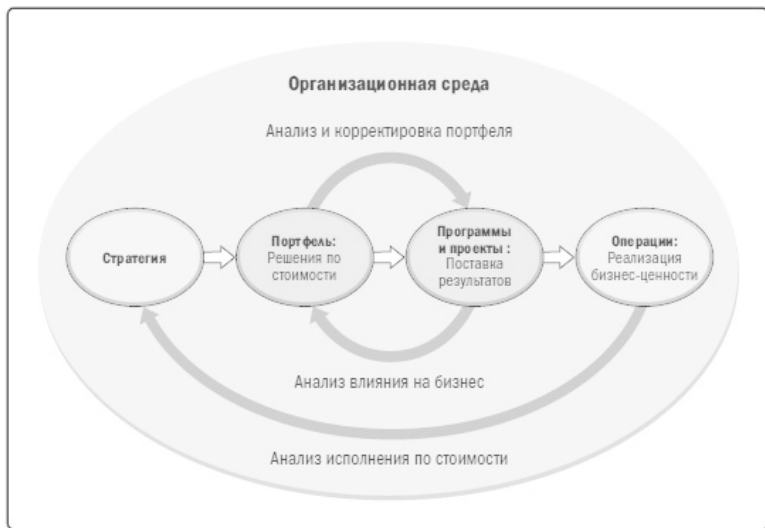 Организационная среда
Анализ и корректировка портфеля
Стратегия
Портфель:
Решения по
стоимости
Программы
и проекты :
Поставка
результатов
Операции:
Реализация
бизнес-ценности
Анализ влияния на бизнес
Анализ исполнения по стоимости